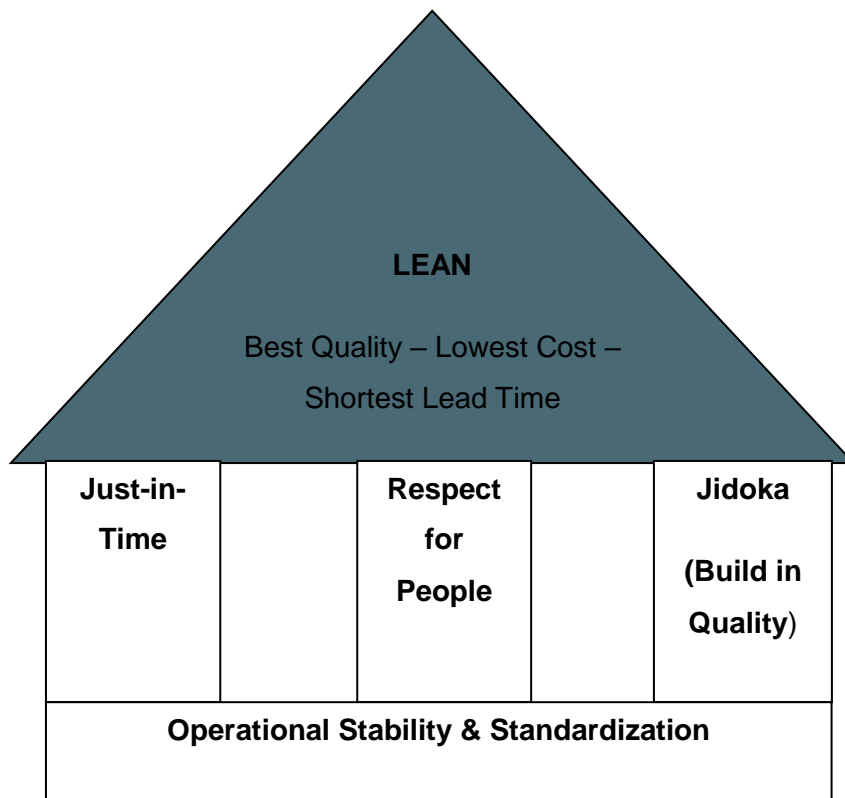 LEAN
Best Quality – Lowest Cost –
Shortest Lead Time
Just-in-
Time
Respect
for
People
Jidoka
(Build in
Quality)
Operational Stability & Standardization